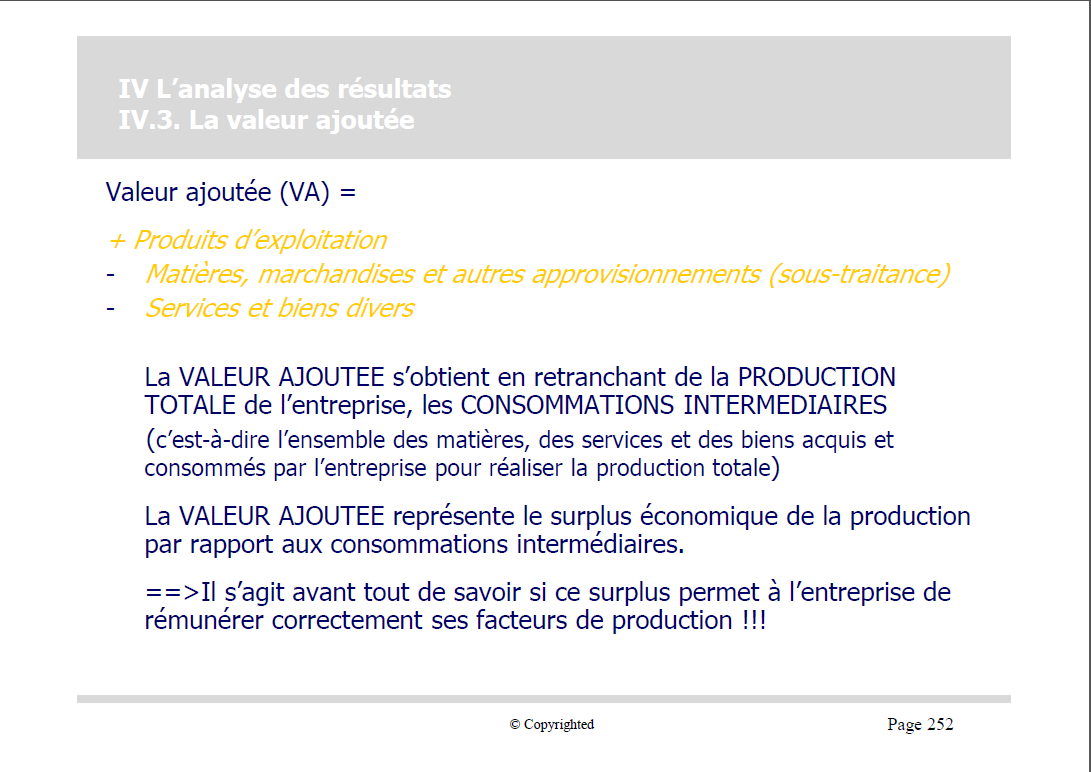 IV L’analyse des résultats
IV.3. La valeur ajoutée
Valeur ajoutée (VA) =
+ Produits d’exploitation
- Matières, marchandises et autres approvisionnements (sous-traitance)
- Services et biens divers
La VALEUR AJOUTEE s’obtient en retranchant de la PRODUCTION
TOTALE de l’entreprise, les CONSOMMATIONS INTERMEDIAIRES
(c’est-à-dire l’ensemble des matières, des services et des biens acquis et
consommés par l’entreprise pour réaliser la production totale)
La VALEUR AJOUTEE représente le surplus économique de la production
par rapport aux consommations intermédiaires.
==>Il s’agit avant tout de savoir si ce surplus permet à l’entreprise de
rémunérer correctement ses facteurs de production !!!
© Copyrighted
Page 252